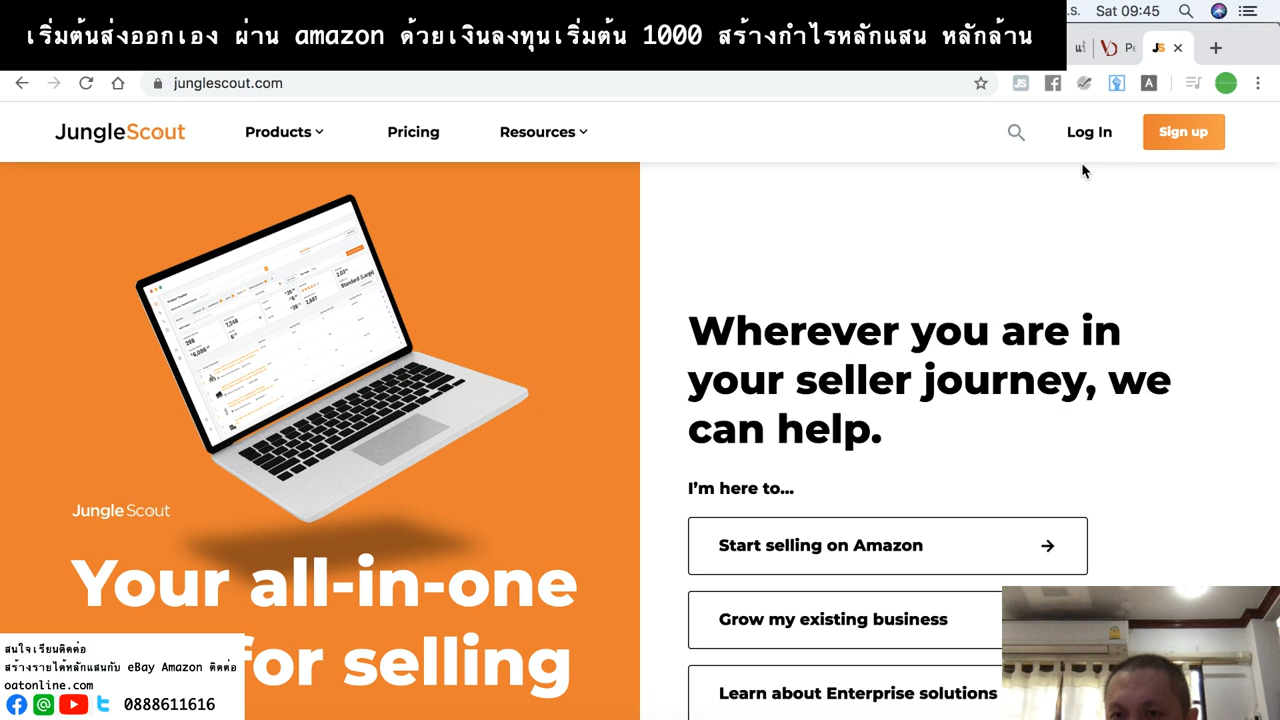 เริ่มต้นส่งออกเอง ผ่าน amazon ด้วยเงินลงทุนเริ่มต้น 1000 สร้างกำไรหลักแสน หลักล้าน
Sat 09:45
JS
junglescout.com
JungleScout
Products
Pricing
Resources
Log In
Sign up
Product Tracker
Jungle Scout
Your all-in-one
for selling
Wherever you are in
your seller journey, we
can help.
I'm here to...
Start selling on Amazon
Grow my existing business
Learn about Enterprise solutions
สนใจเรียนติดต่อ
สร้างรายได้หลักแสนกับ eBay Amazon ติดต่อ
oatonline.com
0888611616